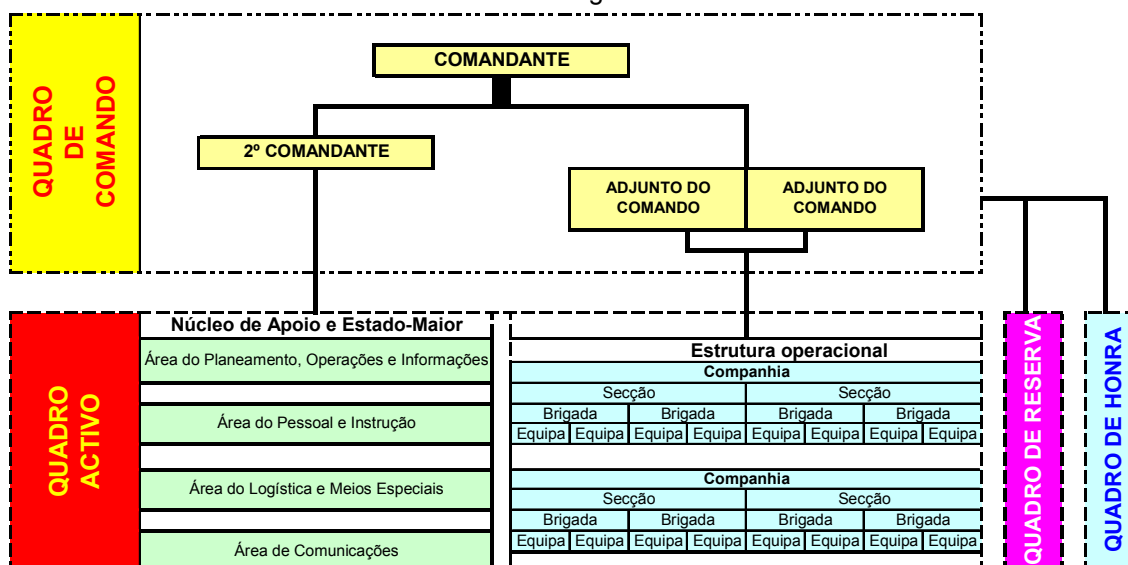 QUADRO
DE
COMANDO
COMANDANTE
2º COMANDANTE
ADJUNTO DO
COMANDO
ADJUNTO DO
COMANDO
QUADRO
ACTIVO
Núcleo de Apoio e Estado-Maior
Área do Planeamento, Operações e Informações
Área do Pessoal e Instrução
Área do Logística e Meios Especiais
Área de Comunicações
Estrutura operacional
Companhia
Secção Secção
Brigada Brigada Brigada Brigada
Equipa Equipa Equipa Equipa Equipa Equipa Equipa Equipa
Companhia
Secção Secção
Brigada Brigada Brigada Brigada
Equipa Equipa Equipa Equipa Equipa Equipa Equipa Equipa
QUADRO DE RESERVA
QUADRO DE HONRA